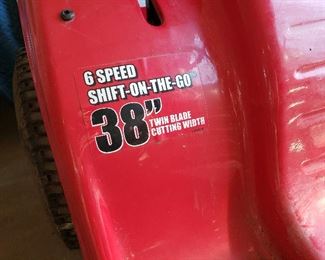 6 SPEED
SHIFT-ON-THE-GO
38"
TWIN BLADE
CUTTING WIDTH